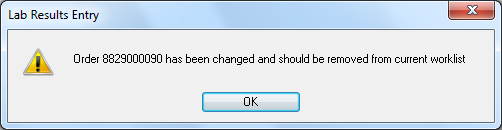 Lab Results Entry
Order 8829000090 has been changed and should be removed from current worklist
OK